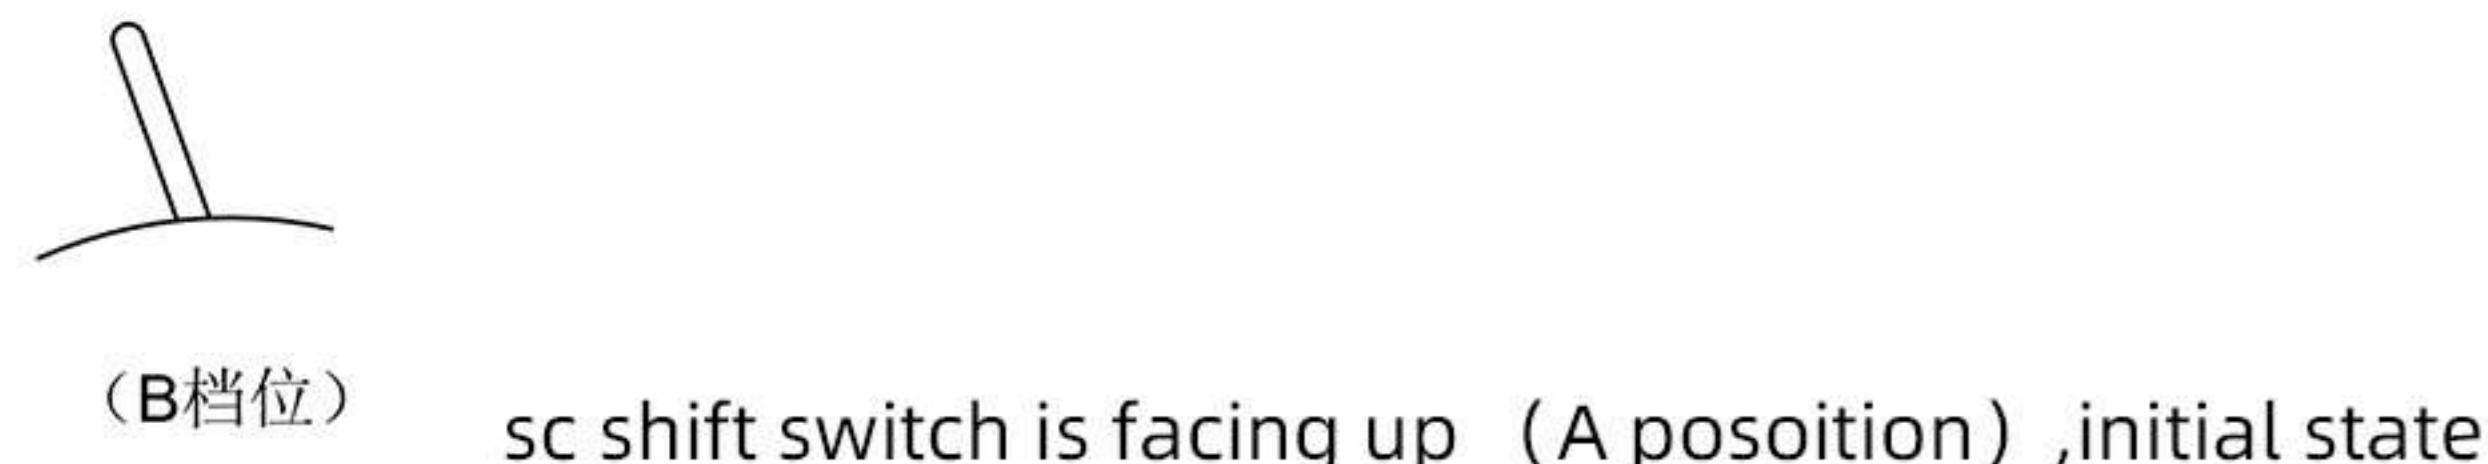 （B档位）
sc shift switch is facing up （A posoition）,initial state